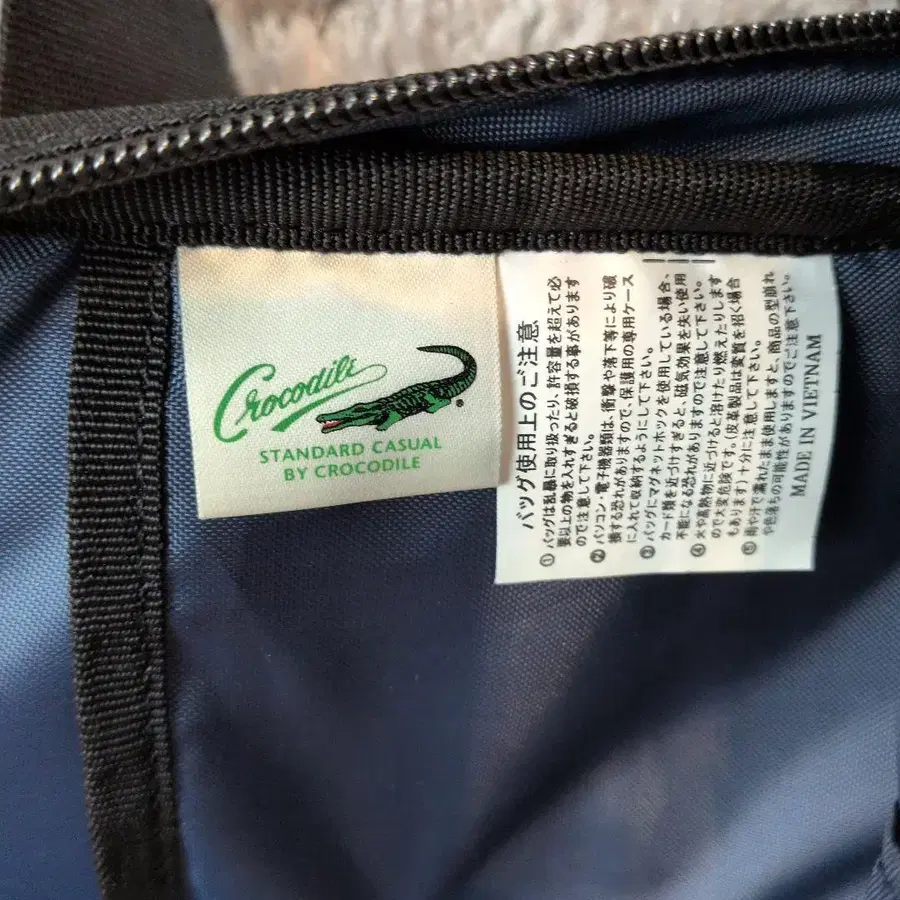 Crocodile
®
STANDARD CASUAL
BY CROCODILE
バッグ使用上のご注意
① バッグは乱暴に取り扱ったり、許容量を超えて必
要以上の物を入れすぎると破損する事があります
ので注意して下さい。
② パソコン・電子機器類は、衝撃や落下等により破
損する恐れがありますので、保護用の専用ケース
に入れて収納するようにして下さい。
③ バッグにマグネットホックを使用している場合、
カード類を近づけすぎると、磁気効果を失い使用
不能になる恐れがありますので注意して下さい。
④ 火や高熱物に近づけると溶けたり燃えたりします
ので大変危険です。(皮革製品は変質を招く場合
もあります)十分に注意して下さい。
⑤ 雨や汗で濡れたまま使用しますと、商品の型崩れ
や色落ちの可能性がありますのでご注意下さい。
MADE IN VIETNAM